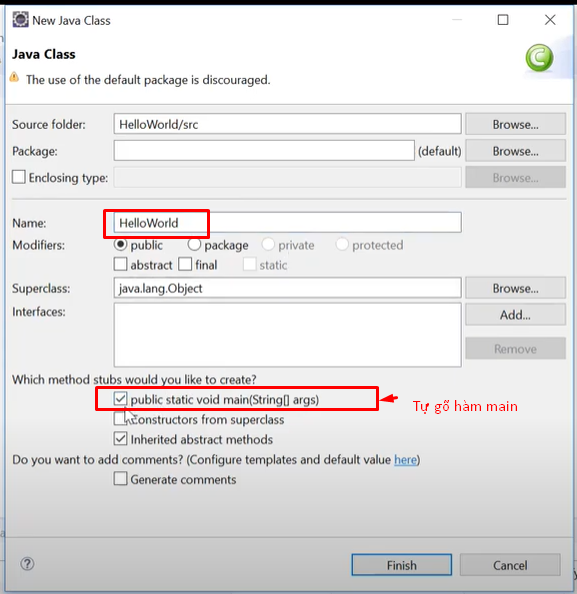 New Java Class
Java Class
The use of the default package is discouraged.
Source folder: HelloWorld/src Browse...
Package: (default) Browse...
Enclosing type: Browse...
Name: HelloWorld
Modifiers: public package private protected
abstract final static
Superclass: java.lang.Object Browse...
Interfaces: Add...
Remove
Which method stubs would you like to create?
public static void main(String[] args) Tự gõ hàm main
Constructors from superclass
Inherited abstract methods
Do you want to add comments? (Configure templates and default value here)
Generate comments
Finish Cancel